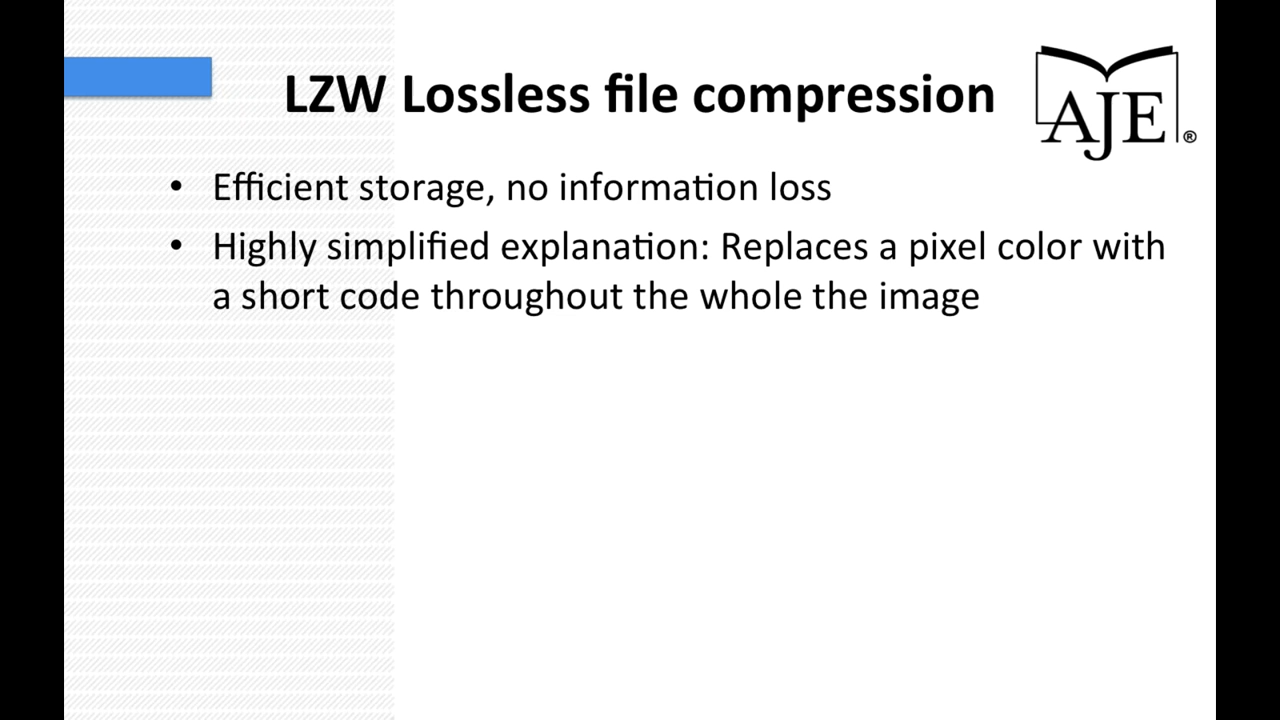 LZW Lossless file compression
AJE®
• Efficient storage, no information loss
• Highly simplified explanation: Replaces a pixel color with
a short code throughout the whole the image